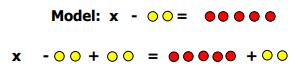 Model: x - =
x - + = +